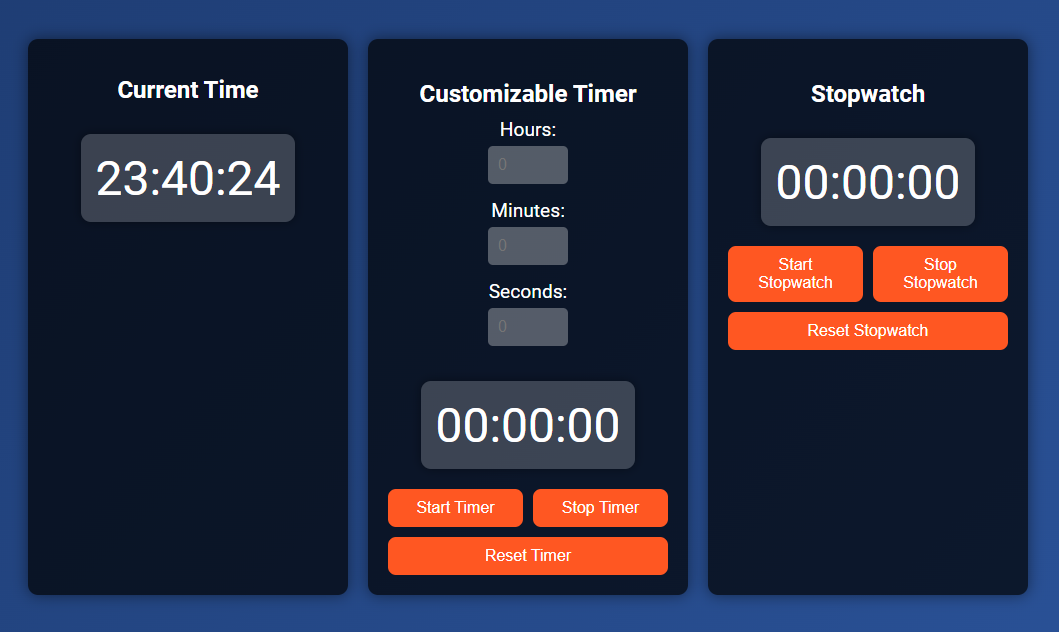 Current Time
23:40:24
Customizable Timer
Hours:
0
Minutes:
0
Seconds:
0
00:00:00
Start Timer
Stop Timer
Reset Timer
Stopwatch
00:00:00
Start
Stopwatch
Stop
Stopwatch
Reset Stopwatch